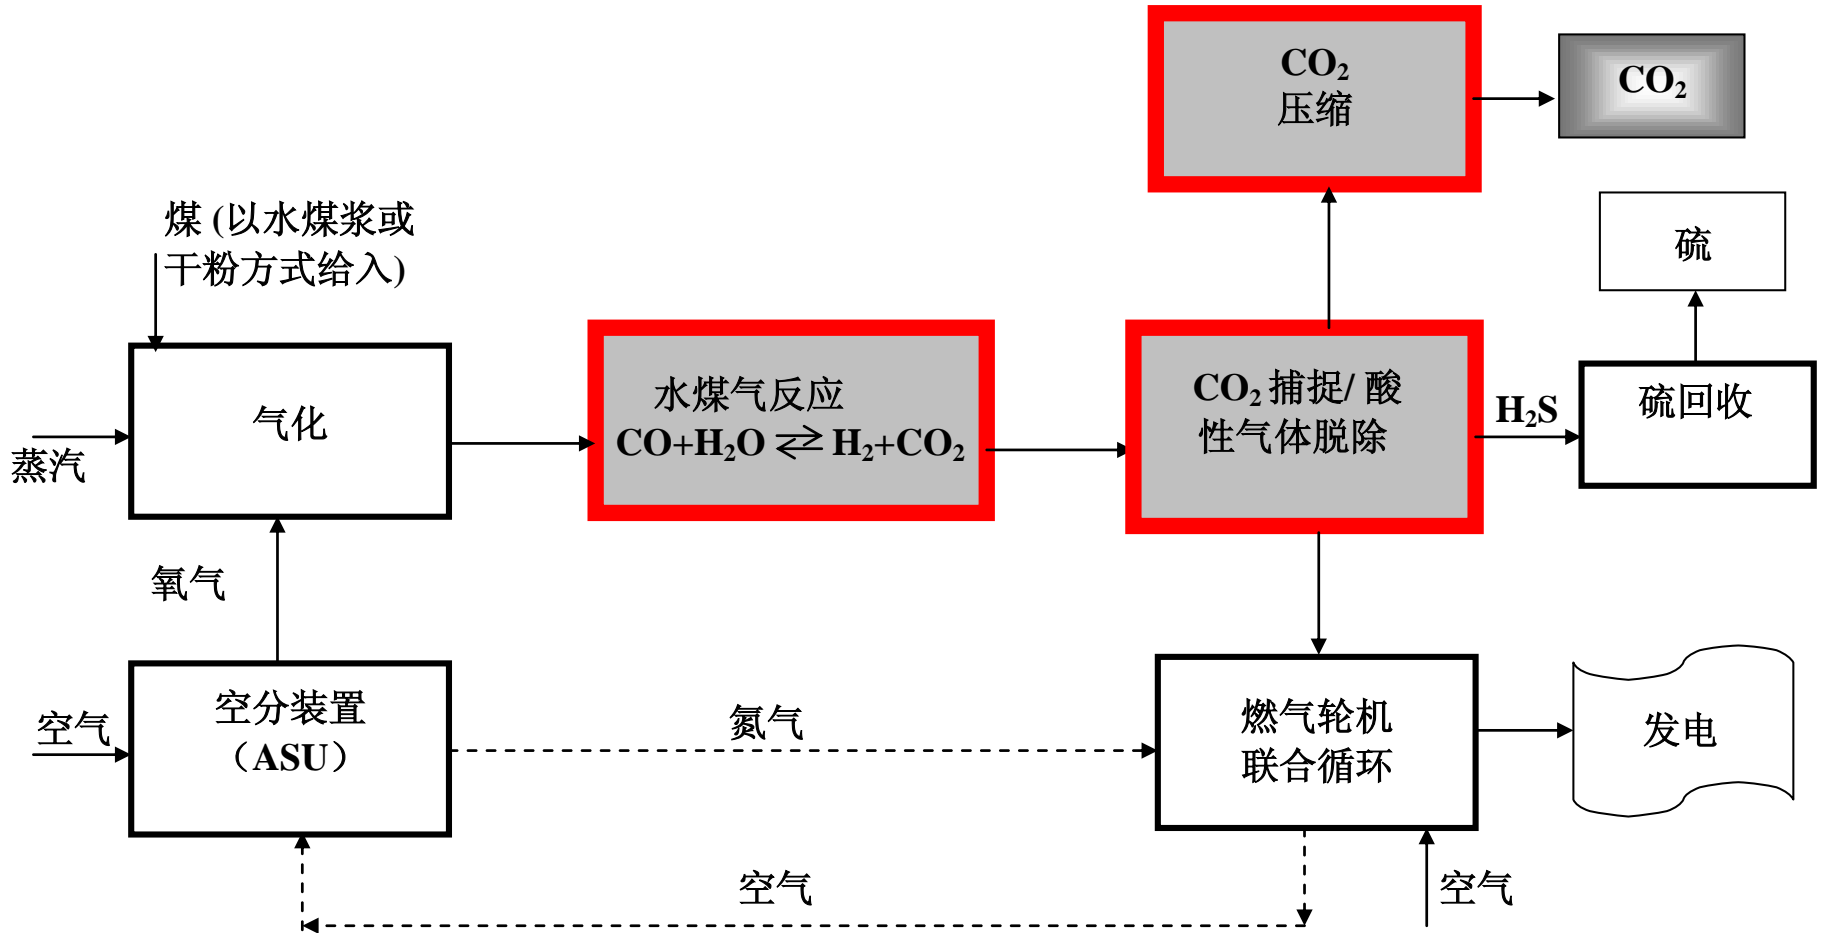 CO₂
压缩
CO₂
煤 (以水煤浆或
干粉方式给入)
硫
气化
水煤气反应
CO+H₂O ⇌ H₂+CO₂
CO₂ 捕捉/ 酸
性气体脱除
H₂S
硫回收
蒸汽
氧气
空气
空分装置
（ASU）
氮气
燃气轮机
联合循环
发电
空气
空气